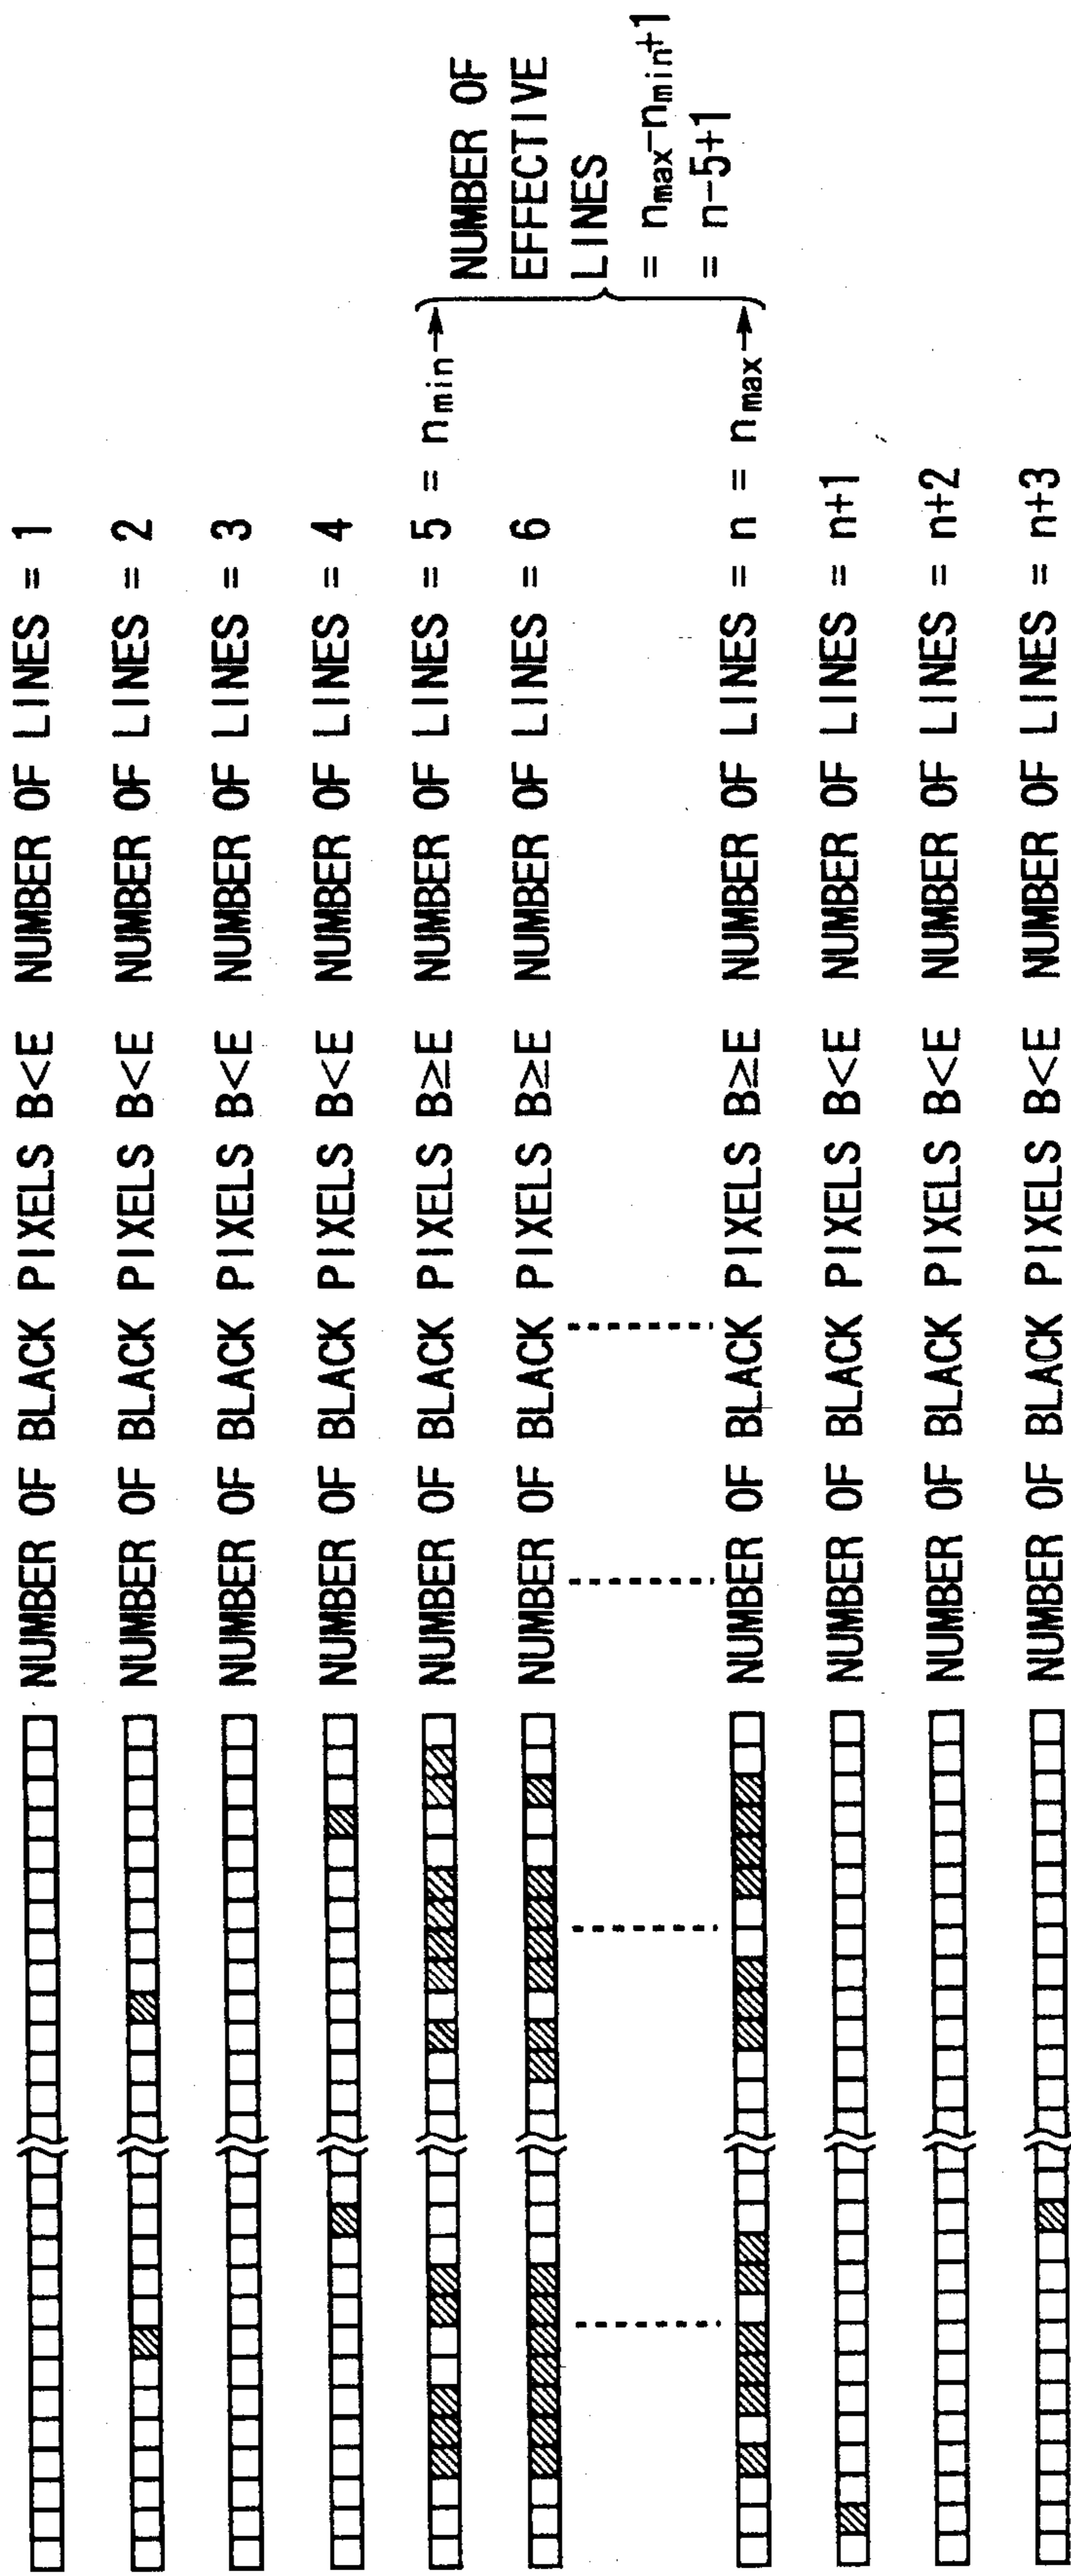 NUMBER OF BLACK PIXELS B<E NUMBER OF LINES = 1
NUMBER OF BLACK PIXELS B<E NUMBER OF LINES = 2
NUMBER OF BLACK PIXELS B<E NUMBER OF LINES = 3
NUMBER OF BLACK PIXELS B<E NUMBER OF LINES = 4
NUMBER OF BLACK PIXELS B≥E NUMBER OF LINES = 5 = nmin
NUMBER OF BLACK PIXELS B≥E NUMBER OF LINES = 6
NUMBER OF BLACK PIXELS B≥E NUMBER OF LINES = n = nmax
NUMBER OF BLACK PIXELS B<E NUMBER OF LINES = n+1
NUMBER OF BLACK PIXELS B<E NUMBER OF LINES = n+2
NUMBER OF BLACK PIXELS B<E NUMBER OF LINES = n+3
NUMBER OF
EFFECTIVE
LINES
= nmax-nmin+1
= n-5+1